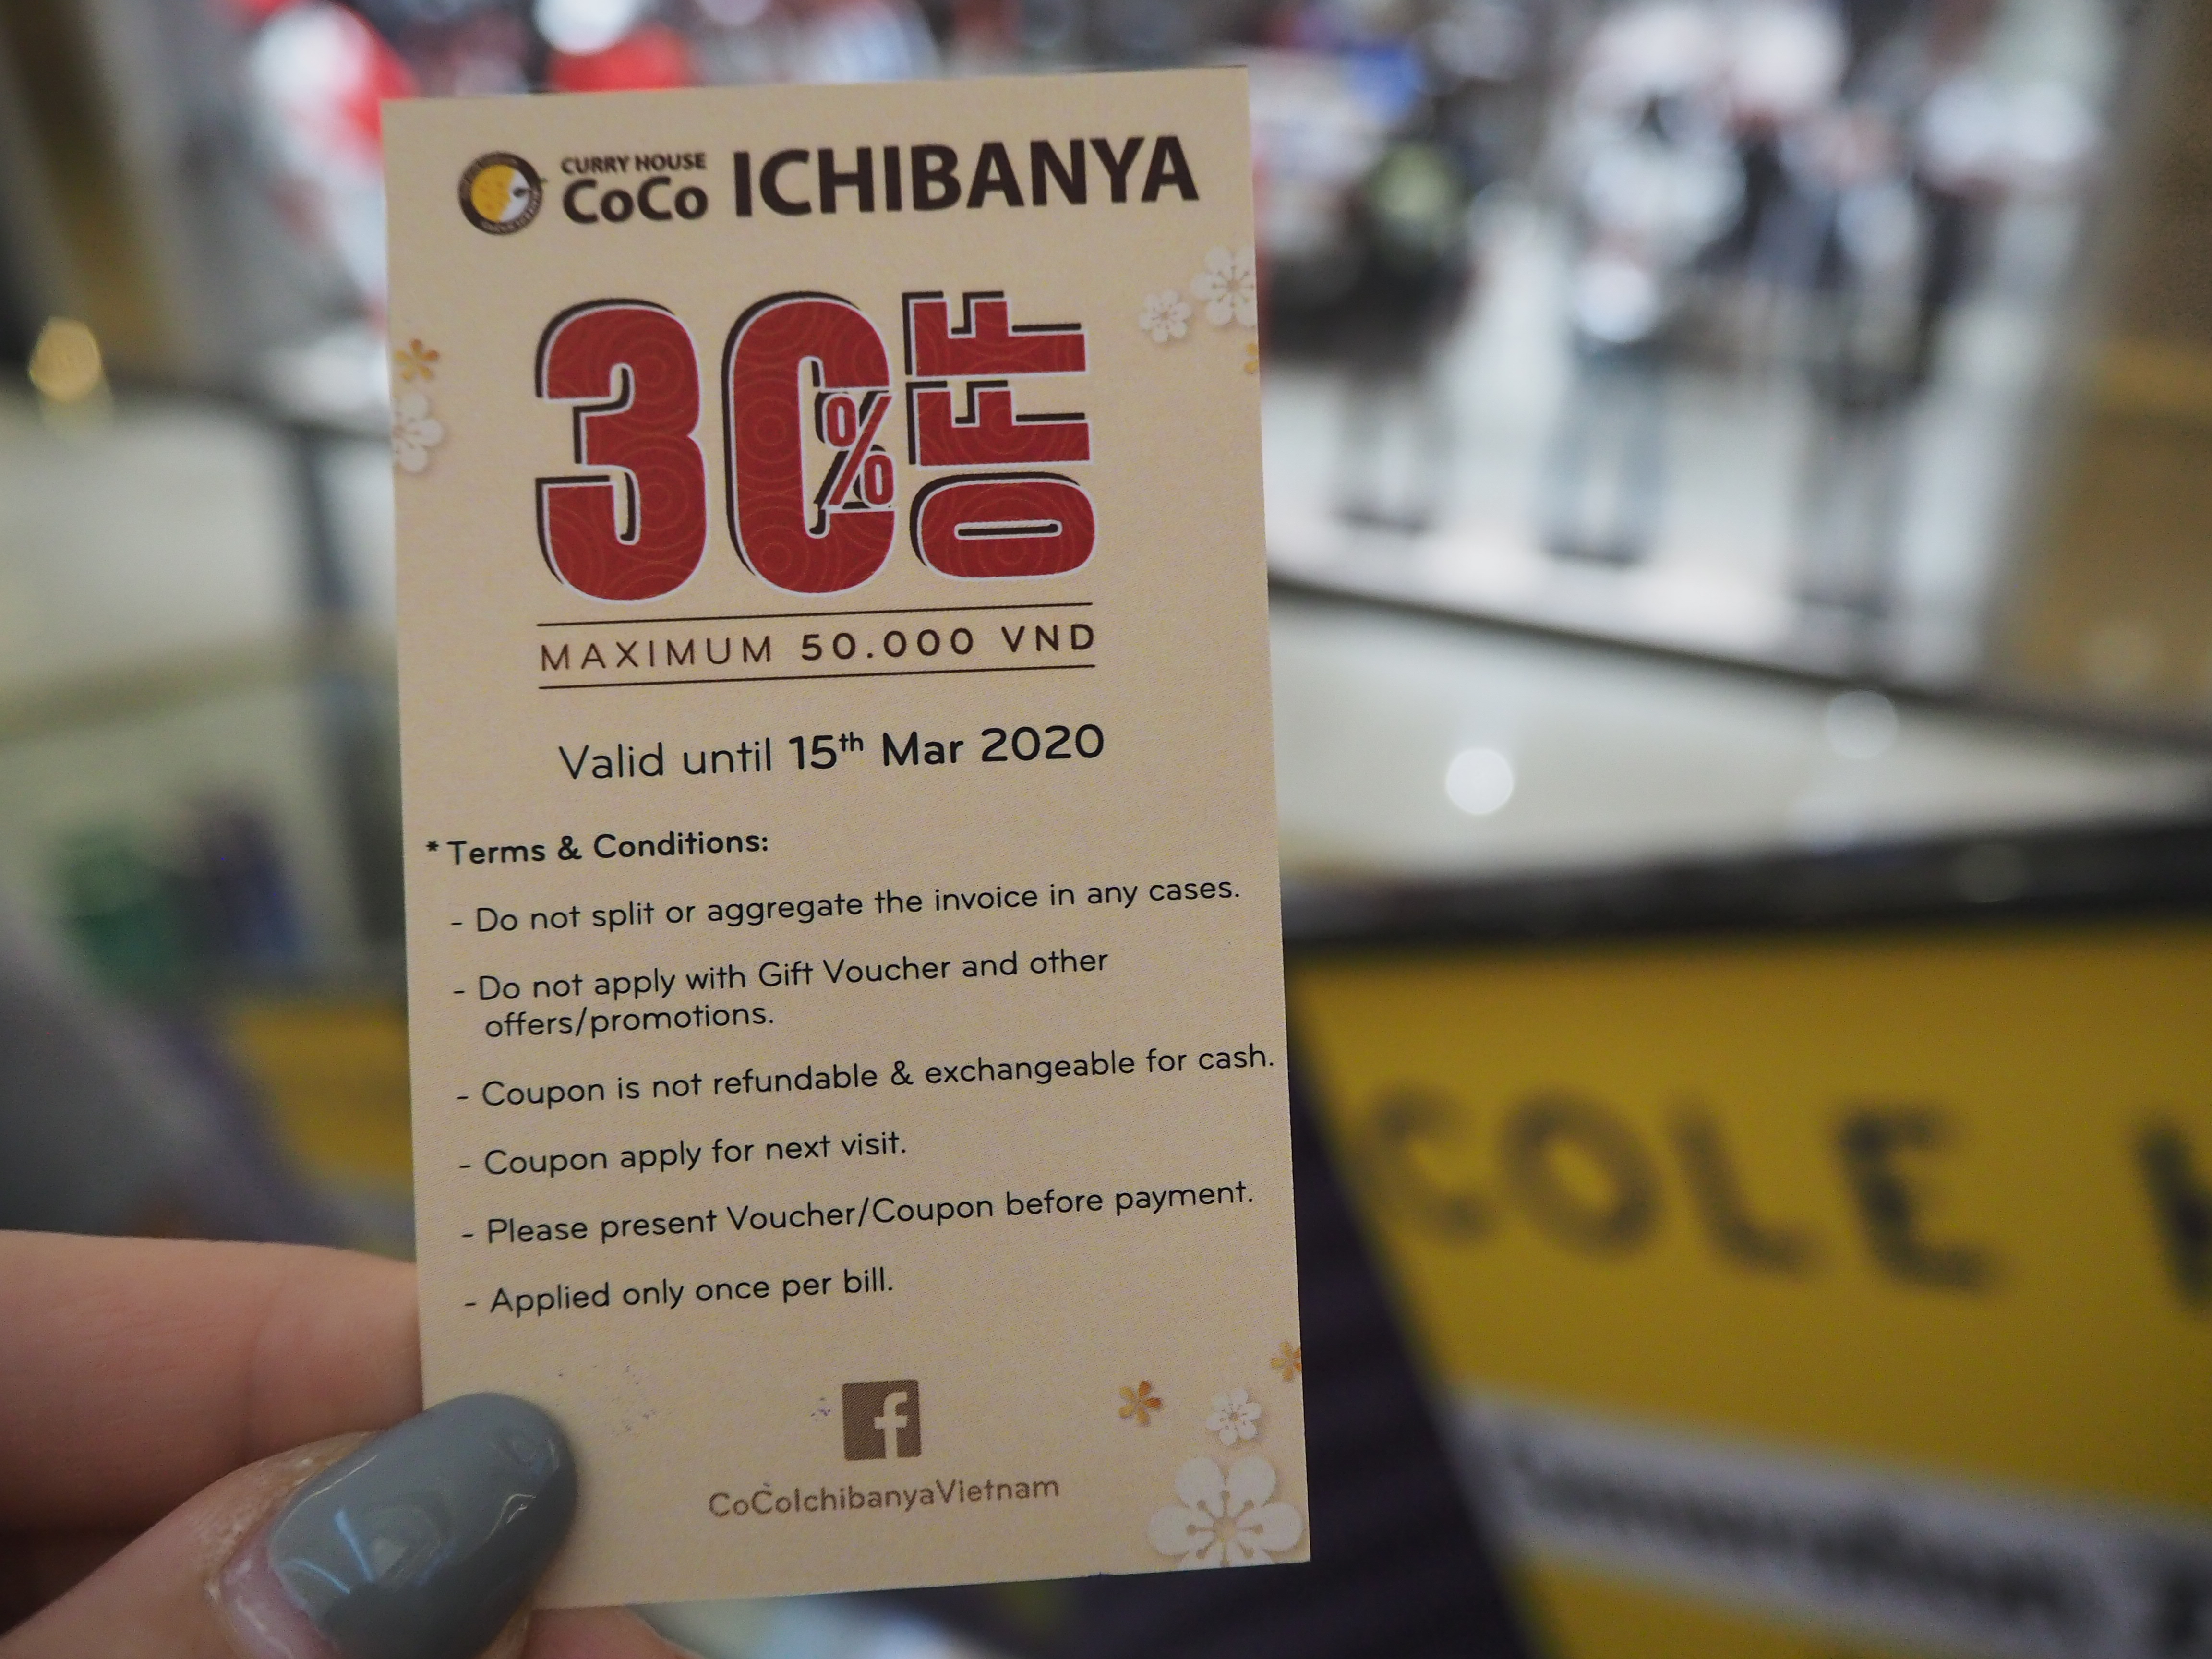 CURRY HOUSE
CoCo ICHIBANYA
30% OFF
MAXIMUM 50.000 VND
Valid until 15th Mar 2020
* Terms & Conditions:
- Do not split or aggregate the invoice in any cases.
- Do not apply with Gift Voucher and other
offers/promotions.
- Coupon is not refundable & exchangeable for cash.
- Coupon apply for next visit.
- Please present Voucher/Coupon before payment.
- Applied only once per bill.
f
CoCoIchibanyaVietnam
COLE